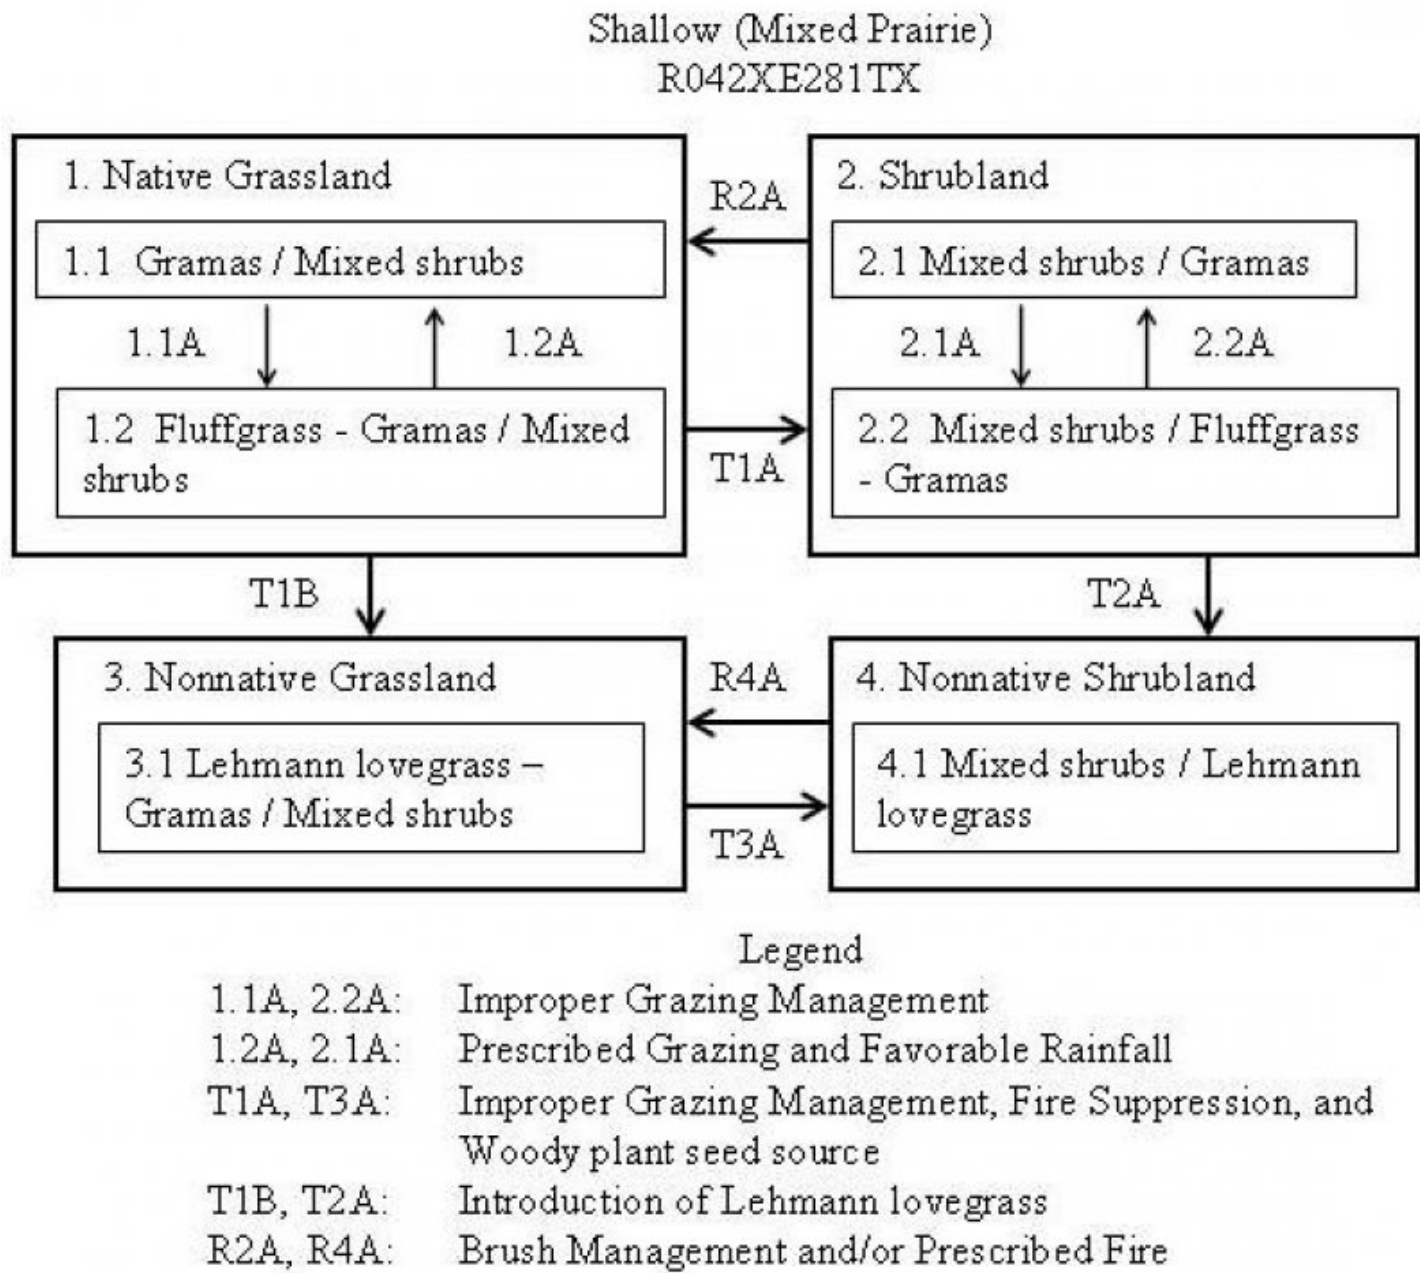 Shallow (Mixed Prairie)
R042XE281TX
1. Native Grassland
1.1 Gramas / Mixed shrubs
1.1A
1.2A
1.2 Fluffgrass - Gramas / Mixed
shrubs
R2A
T1A
2. Shrubland
2.1 Mixed shrubs / Gramas
2.1A
2.2A
2.2 Mixed shrubs / Fluffgrass
- Gramas
T1B
T2A
3. Nonnative Grassland
3.1 Lehmann lovegrass –
Gramas / Mixed shrubs
R4A
T3A
4. Nonnative Shrubland
4.1 Mixed shrubs / Lehmann
lovegrass
Legend
1.1A, 2.2A: Improper Grazing Management
1.2A, 2.1A: Prescribed Grazing and Favorable Rainfall
T1A, T3A: Improper Grazing Management, Fire Suppression, and
Woody plant seed source
T1B, T2A: Introduction of Lehmann lovegrass
R2A, R4A: Brush Management and/or Prescribed Fire